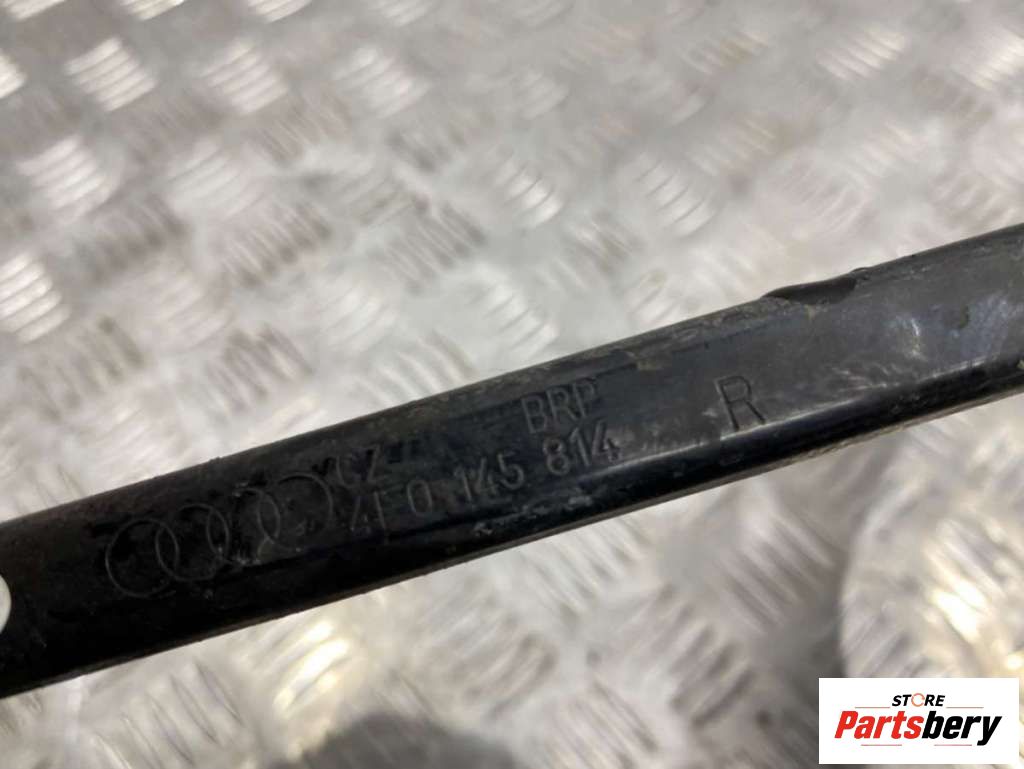 CZ BRP
4F0 145 814 R
STORE
Partsbery